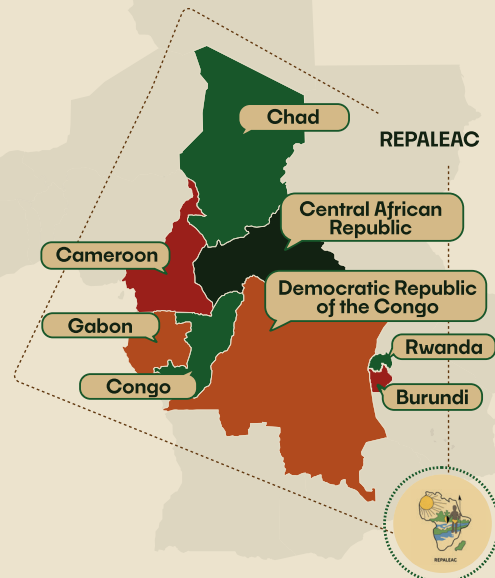 Chad
REPALEAC
Central African
Republic
Cameroon
Democratic Republic
of the Congo
Gabon
Rwanda
Congo
Burundi
REPALEAC